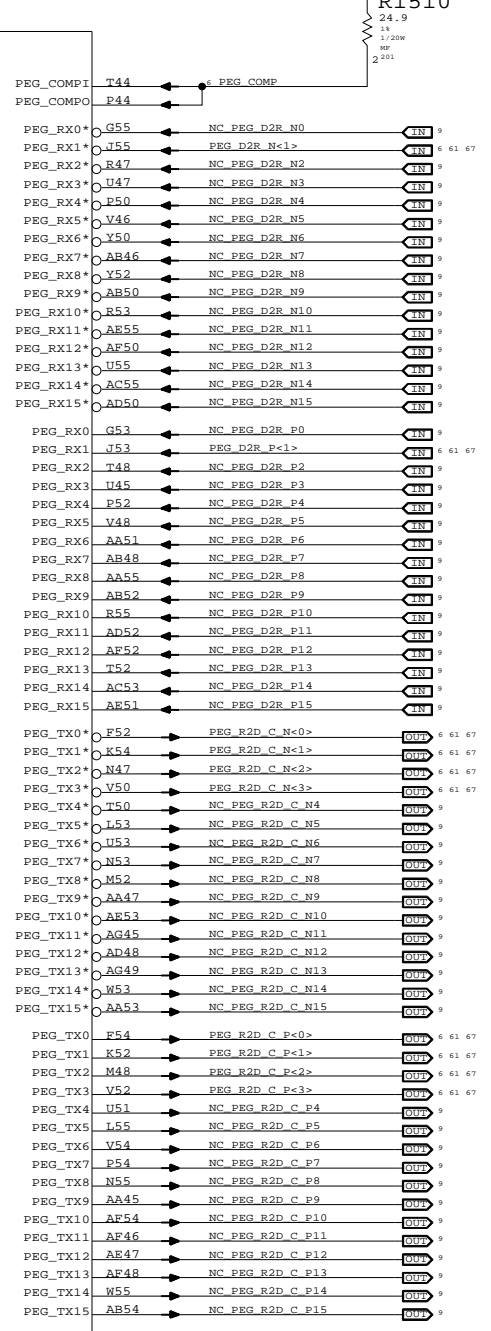 R1510
24.9
1%
1/20W
MF
201
2
PEG_COMPI T44 6 PEG_COMP
PEG_COMPO P44
PEG_RX0* G55 NC_PEG_D2R_N0 IN 9
PEG_RX1* J55 PEG_D2R_N<1> IN 6 61 67
PEG_RX2* R47 NC_PEG_D2R_N2 IN 9
PEG_RX3* U47 NC_PEG_D2R_N3 IN 9
PEG_RX4* P50 NC_PEG_D2R_N4 IN 9
PEG_RX5* V46 NC_PEG_D2R_N5 IN 9
PEG_RX6* Y50 NC_PEG_D2R_N6 IN 9
PEG_RX7* AB46 NC_PEG_D2R_N7 IN 9
PEG_RX8* Y52 NC_PEG_D2R_N8 IN 9
PEG_RX9* AB50 NC_PEG_D2R_N9 IN 9
PEG_RX10* R53 NC_PEG_D2R_N10 IN 9
PEG_RX11* AE55 NC_PEG_D2R_N11 IN 9
PEG_RX12* AF50 NC_PEG_D2R_N12 IN 9
PEG_RX13* U55 NC_PEG_D2R_N13 IN 9
PEG_RX14* AC55 NC_PEG_D2R_N14 IN 9
PEG_RX15* AD50 NC_PEG_D2R_N15 IN 9
PEG_RX0 G53 NC_PEG_D2R_P0 IN 9
PEG_RX1 J53 PEG_D2R_P<1> IN 6 61 67
PEG_RX2 T48 NC_PEG_D2R_P2 IN 9
PEG_RX3 U45 NC_PEG_D2R_P3 IN 9
PEG_RX4 P52 NC_PEG_D2R_P4 IN 9
PEG_RX5 V48 NC_PEG_D2R_P5 IN 9
PEG_RX6 AA51 NC_PEG_D2R_P6 IN 9
PEG_RX7 AB48 NC_PEG_D2R_P7 IN 9
PEG_RX8 AA55 NC_PEG_D2R_P8 IN 9
PEG_RX9 AB52 NC_PEG_D2R_P9 IN 9
PEG_RX10 R55 NC_PEG_D2R_P10 IN 9
PEG_RX11 AD52 NC_PEG_D2R_P11 IN 9
PEG_RX12 AF52 NC_PEG_D2R_P12 IN 9
PEG_RX13 T52 NC_PEG_D2R_P13 IN 9
PEG_RX14 AC53 NC_PEG_D2R_P14 IN 9
PEG_RX15 AE51 NC_PEG_D2R_P15 IN 9
PEG_TX0* F52 PEG_R2D_C_N<0> OUT 6 61 67
PEG_TX1* K54 PEG_R2D_C_N<1> OUT 6 61 67
PEG_TX2* N47 PEG_R2D_C_N<2> OUT 6 61 67
PEG_TX3* V50 PEG_R2D_C_N<3> OUT 6 61 67
PEG_TX4* T50 NC_PEG_R2D_C_N4 OUT 9
PEG_TX5* L53 NC_PEG_R2D_C_N5 OUT 9
PEG_TX6* U53 NC_PEG_R2D_C_N6 OUT 9
PEG_TX7* N53 NC_PEG_R2D_C_N7 OUT 9
PEG_TX8* M52 NC_PEG_R2D_C_N8 OUT 9
PEG_TX9* AA47 NC_PEG_R2D_C_N9 OUT 9
PEG_TX10* AE53 NC_PEG_R2D_C_N10 OUT 9
PEG_TX11* AG45 NC_PEG_R2D_C_N11 OUT 9
PEG_TX12* AD48 NC_PEG_R2D_C_N12 OUT 9
PEG_TX13* AG49 NC_PEG_R2D_C_N13 OUT 9
PEG_TX14* W53 NC_PEG_R2D_C_N14 OUT 9
PEG_TX15* AA53 NC_PEG_R2D_C_N15 OUT 9
PEG_TX0 F54 PEG_R2D_C_P<0> OUT 6 61 67
PEG_TX1 K52 PEG_R2D_C_P<1> OUT 6 61 67
PEG_TX2 M48 PEG_R2D_C_P<2> OUT 6 61 67
PEG_TX3 V52 PEG_R2D_C_P<3> OUT 6 61 67
PEG_TX4 U51 NC_PEG_R2D_C_P4 OUT 9
PEG_TX5 L55 NC_PEG_R2D_C_P5 OUT 9
PEG_TX6 V54 NC_PEG_R2D_C_P6 OUT 9
PEG_TX7 P54 NC_PEG_R2D_C_P7 OUT 9
PEG_TX8 N55 NC_PEG_R2D_C_P8 OUT 9
PEG_TX9 AA45 NC_PEG_R2D_C_P9 OUT 9
PEG_TX10 AF54 NC_PEG_R2D_C_P10 OUT 9
PEG_TX11 AF46 NC_PEG_R2D_C_P11 OUT 9
PEG_TX12 AE47 NC_PEG_R2D_C_P12 OUT 9
PEG_TX13 AF48 NC_PEG_R2D_C_P13 OUT 9
PEG_TX14 W55 NC_PEG_R2D_C_P14 OUT 9
PEG_TX15 AB54 NC_PEG_R2D_C_P15 OUT 9